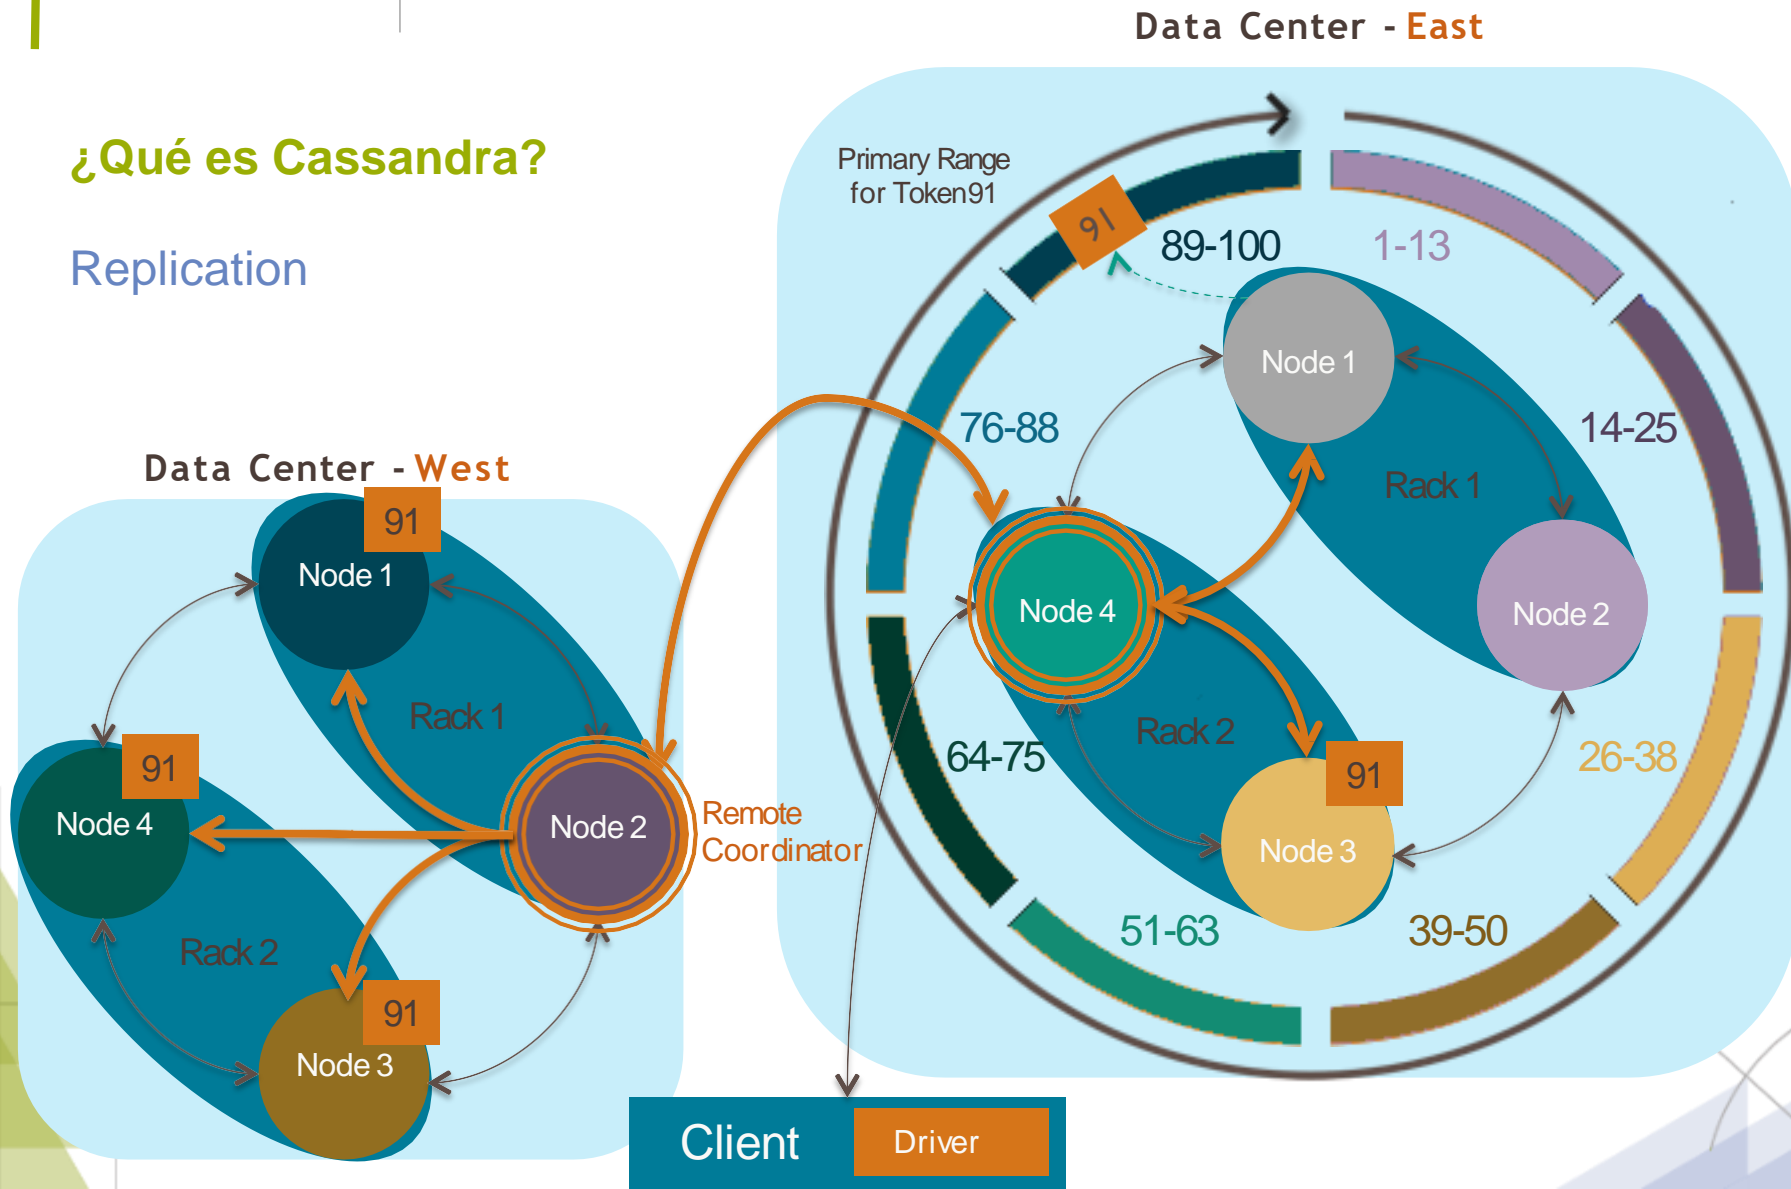 Data Center - East
¿Qué es Cassandra?
Replication
Primary Range
for Token91
91
89-100
1-13
Node 1
76-88
14-25
Rack 1
Data Center - West
91
Node 1
Node 4
Node 2
Rack 1
Rack 2
64-75
26-38
91
91
Node 4
Node 2
Remote
Coordinator
Node 3
Rack 2
51-63
39-50
91
Node 3
Client
Driver